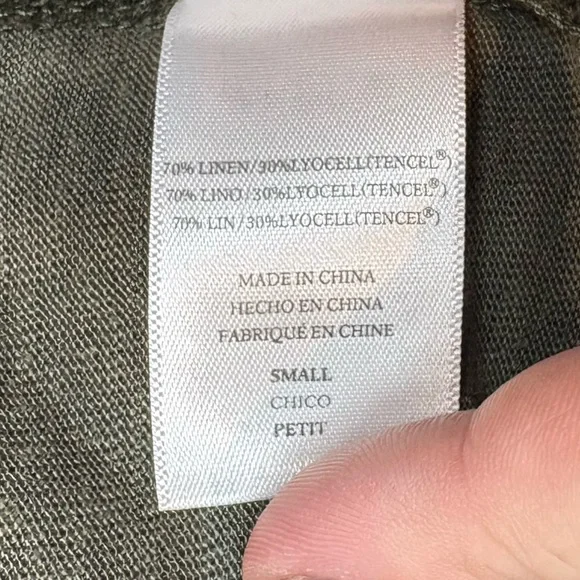 70% LINEN/30%LYOCELL(TENCEL®)
70% LINO/30%LYOCELL(TENCEL®)
70% LIN/30%LYOCELL(TENCEL®)
MADE IN CHINA
HECHO EN CHINA
FABRIQUÉ EN CHINE
SMALL
CHICO
PETIT